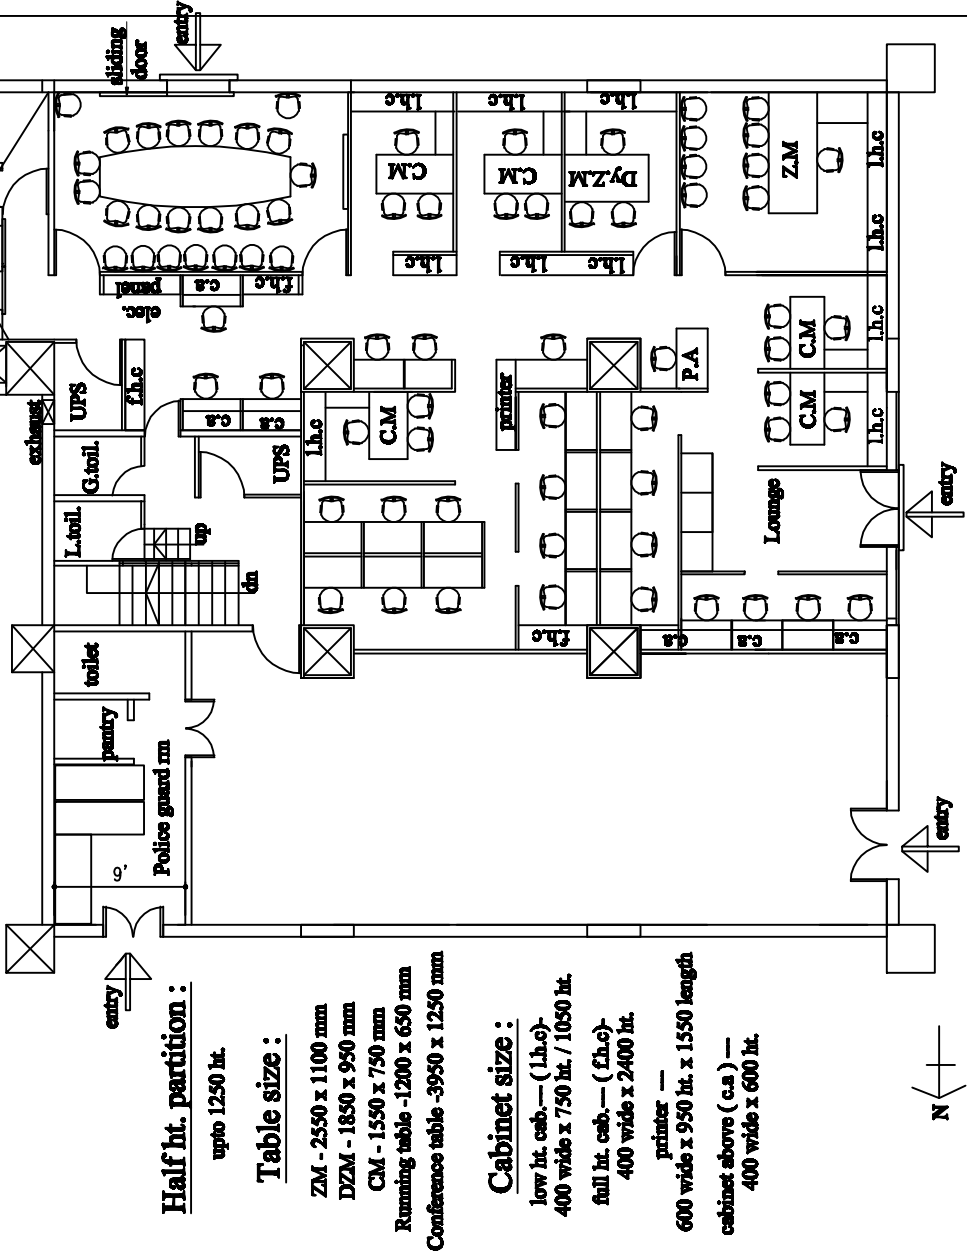 entry
sliding
door
l.h.c
l.h.c
l.h.c
C.M
C.M
Dy.Z.M
Z.M
l.h.c
l.h.c
l.h.c
l.h.c
l.h.c
elec.
panel
c.a
f.h.c
exhaust
UPS
f.h.c
c.a
c.a
G.toil.
L.toil.
UPS
up
dn
l.h.c
C.M
printer
P.A
C.M
C.M
l.h.c
l.h.c
Lounge
entry
f.h.c
c.a
c.a
c.a
toilet
pantry
Police guard rm
9'
entry
entry
Half ht. partition :
upto 1250 ht.
Table size :
ZM - 2550 x 1100 mm
DZM - 1850 x 950 mm
CM - 1550 x 750 mm
Running table -1200 x 650 mm
Conference table -3950 x 1250 mm
Cabinet size :
low ht. cab.— ( l.h.c)-
400 wide x 750 ht. / 1050 ht.
full ht. cab.— ( f.h.c)-
400 wide x 2400 ht.
printer —
600 wide x 950 ht. x 1550 length
cabinet above ( c.a ) —
400 wide x 600 ht.
N